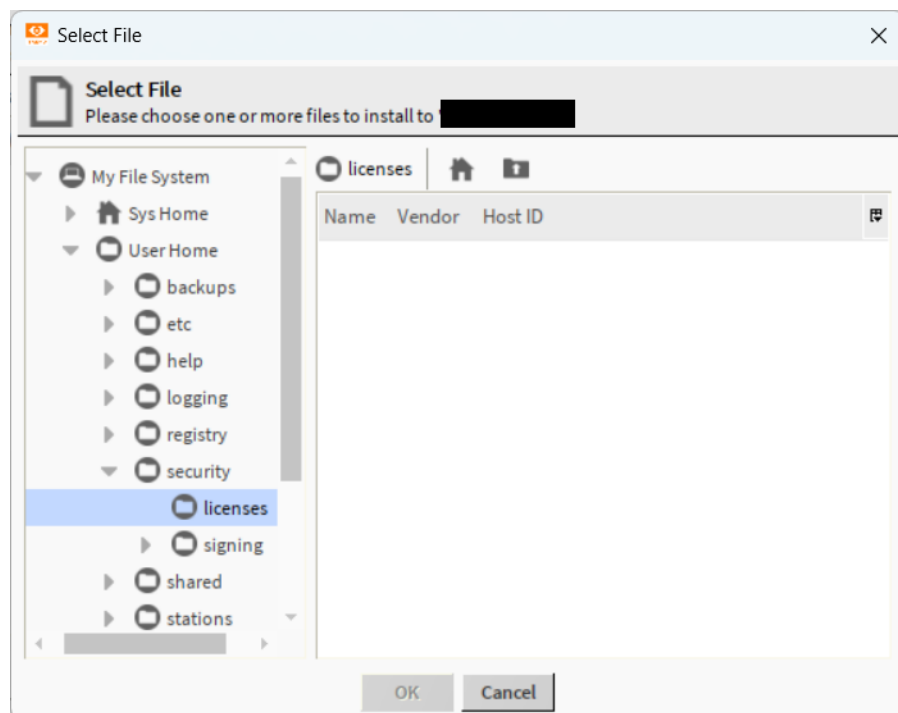 Select File
Select File
Please choose one or more files to install to '
My File System
Sys Home
User Home
backups
etc
help
logging
registry
security
licenses
signing
shared
stations
licenses
Name Vendor Host ID
OK Cancel